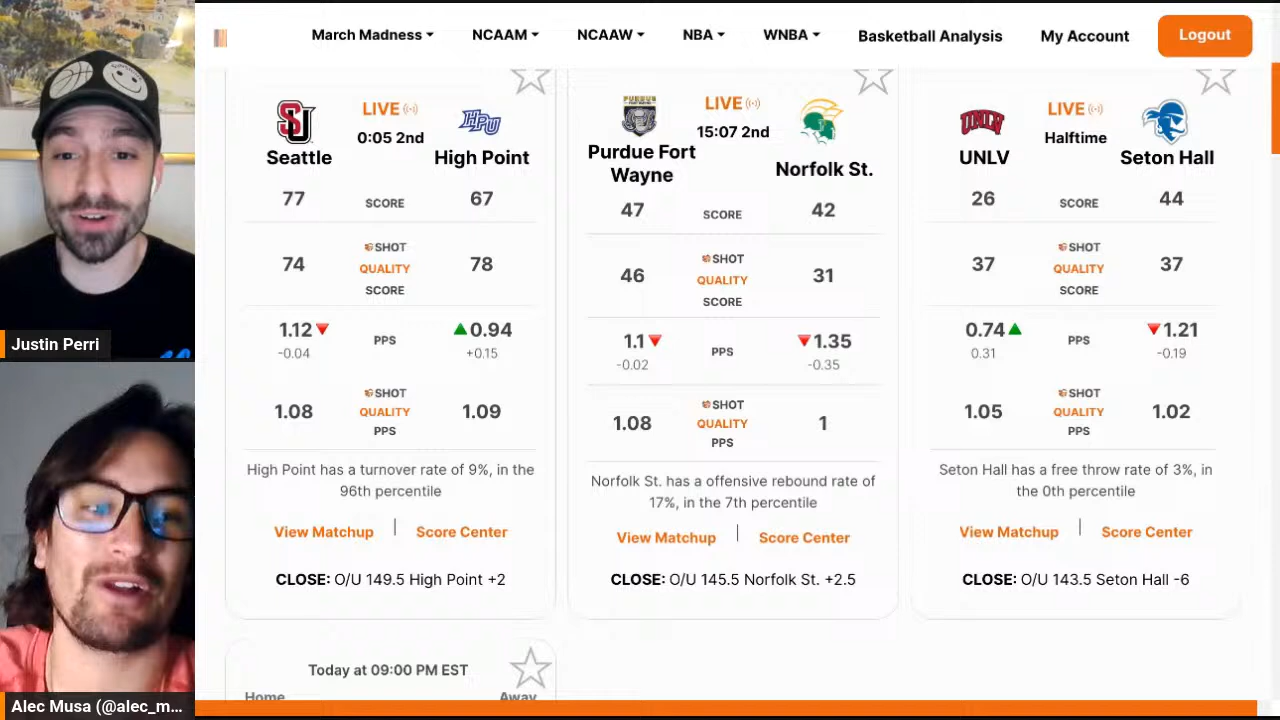 March Madness
NCAAM
NCAAW
NBA
WNBA
Basketball Analysis
My Account
Logout
LIVE
0:05 2nd
Seattle
HPU
High Point
77
SCORE
67
74
SHOT
QUALITY
SCORE
78
1.12
-0.04
PPS
0.94
+0.15
1.08
SHOT
QUALITY
PPS
1.09
High Point has a turnover rate of 9%, in the
96th percentile
View Matchup
Score Center
CLOSE: O/U 149.5 High Point +2
PURDUE
LIVE
15:07 2nd
Purdue Fort
Wayne
Norfolk St.
47
SCORE
42
46
SHOT
QUALITY
SCORE
31
1.1
-0.02
PPS
1.35
-0.35
1.08
SHOT
QUALITY
PPS
1
Norfolk St. has a offensive rebound rate of
17%, in the 7th percentile
View Matchup
Score Center
CLOSE: O/U 145.5 Norfolk St. +2.5
UNLV
LIVE
Halftime
UNLV
Seton Hall
26
SCORE
44
37
SHOT
QUALITY
SCORE
37
0.74
0.31
PPS
1.21
-0.19
1.05
SHOT
QUALITY
PPS
1.02
Seton Hall has a free throw rate of 3%, in
the 0th percentile
View Matchup
Score Center
CLOSE: O/U 143.5 Seton Hall -6
Today at 09:00 PM EST
Home
Away
Justin Perri
Alec Musa (@alec_m...